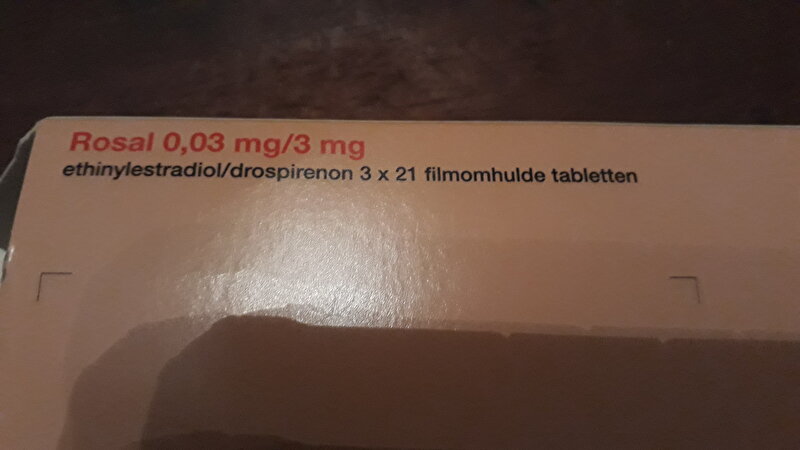 Rosal 0,03 mg/3 mg
ethinylestradiol/drospirenon 3 x 21 filmomhulde tabletten